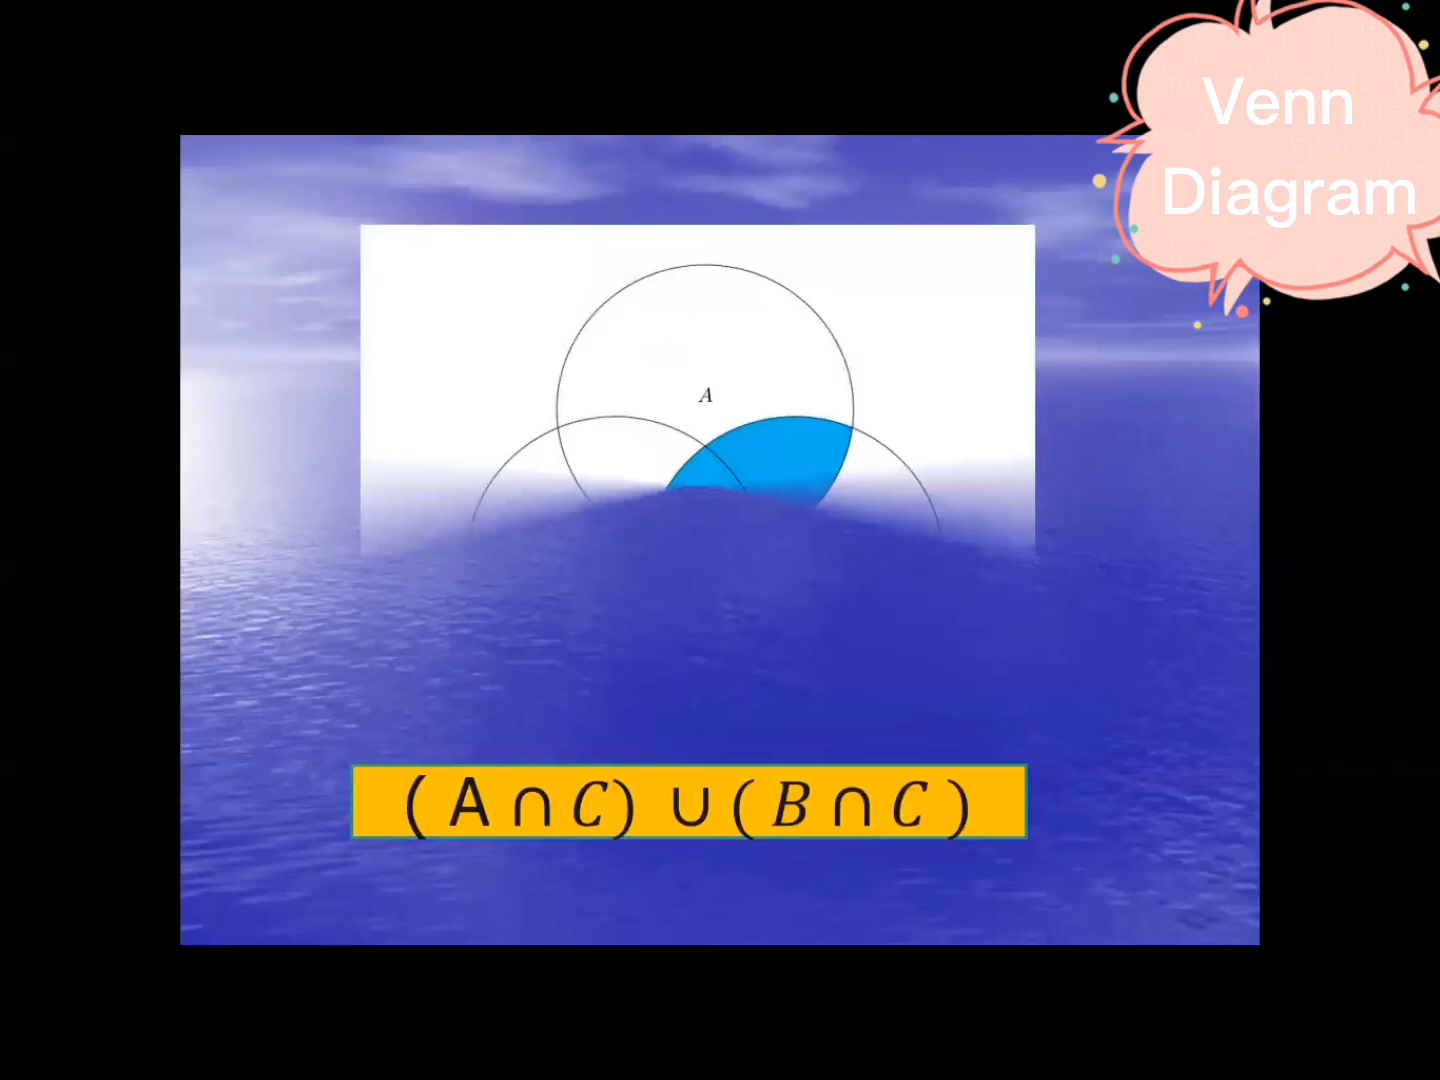 Venn
Diagram
A
( A ∩ C) ∪ ( B ∩ C )